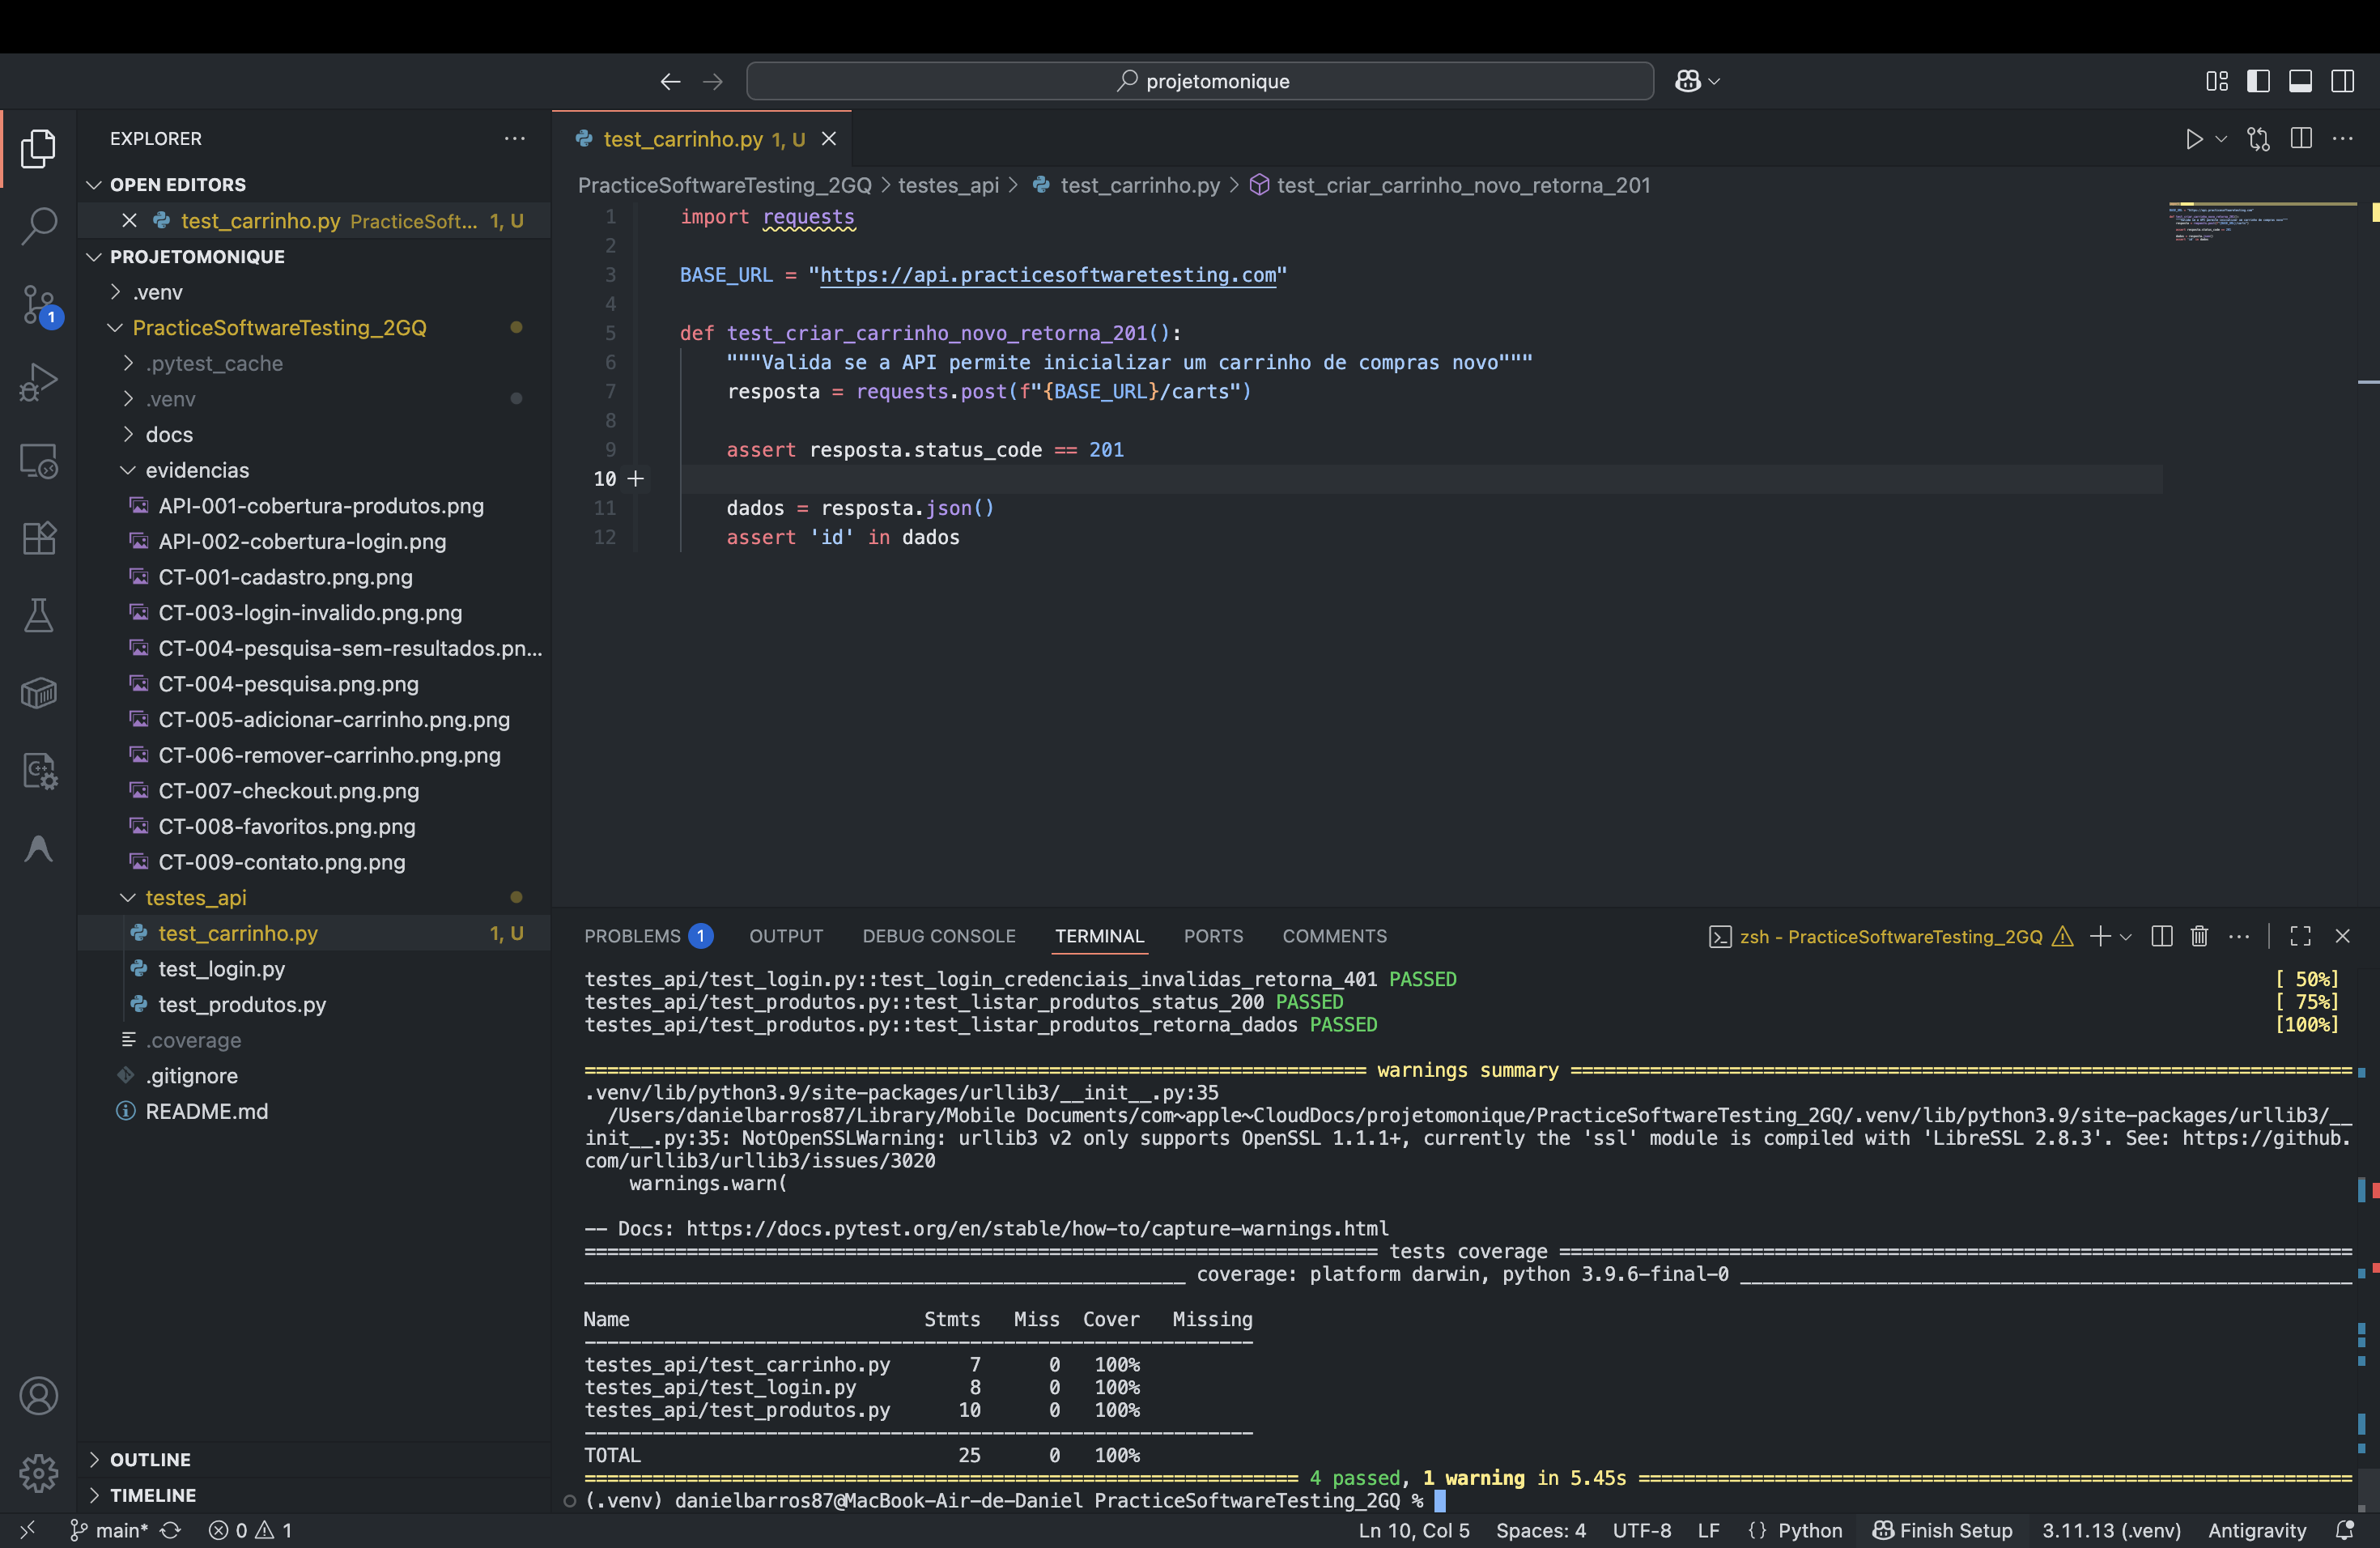 projetomonique
EXPLORER
OPEN EDITORS
test_carrinho.py PracticeSoft... 1, U
PROJETOMONIQUE
.venv
PracticeSoftwareTesting_2GQ
.pytest_cache
.venv
docs
evidencias
API-001-cobertura-produtos.png
API-002-cobertura-login.png
CT-001-cadastro.png.png
CT-003-login-invalido.png.png
CT-004-pesquisa-sem-resultados.pn...
CT-004-pesquisa.png.png
CT-005-adicionar-carrinho.png.png
CT-006-remover-carrinho.png.png
CT-007-checkout.png.png
CT-008-favoritos.png.png
CT-009-contato.png.png
testes_api
test_carrinho.py 1, U
test_login.py
test_produtos.py
.coverage
.gitignore
README.md
OUTLINE
TIMELINE
1
test_carrinho.py 1, U
PracticeSoftwareTesting_2GQ > testes_api > test_carrinho.py > test_criar_carrinho_novo_retorna_201
1 import requests
2
3 BASE_URL = "https://api.practicesoftwaretesting.com"
4
5 def test_criar_carrinho_novo_retorna_201():
6 """Valida se a API permite inicializar um carrinho de compras novo"""
7 resposta = requests.post(f"{BASE_URL}/carts")
8
9 assert resposta.status_code == 201
10
11 dados = resposta.json()
12 assert 'id' in dados
PROBLEMS 1 OUTPUT DEBUG CONSOLE TERMINAL PORTS COMMENTS
zsh - PracticeSoftwareTesting_2GQ
testes_api/test_login.py::test_login_credenciais_invalidas_retorna_401 PASSED [ 50%]
testes_api/test_produtos.py::test_listar_produtos_status_200 PASSED [ 75%]
testes_api/test_produtos.py::test_listar_produtos_retorna_dados PASSED [100%]
warnings summary
.venv/lib/python3.9/site-packages/urllib3/__init__.py:35
/Users/danielbarros87/Library/Mobile Documents/com~apple~CloudDocs/projetomonique/PracticeSoftwareTesting_2GQ/.venv/lib/python3.9/site-packages/urllib3/__
init__.py:35: NotOpenSSLWarning: urllib3 v2 only supports OpenSSL 1.1.1+, currently the 'ssl' module is compiled with 'LibreSSL 2.8.3'. See: https://github.
com/urllib3/urllib3/issues/3020
warnings.warn(
-- Docs: https://docs.pytest.org/en/stable/how-to/capture-warnings.html
tests coverage
coverage: platform darwin, python 3.9.6-final-0
Name Stmts Miss Cover Missing
testes_api/test_carrinho.py 7 0 100%
testes_api/test_login.py 8 0 100%
testes_api/test_produtos.py 10 0 100%
TOTAL 25 0 100%
4 passed, 1 warning in 5.45s
(.venv) danielbarros87@MacBook-Air-de-Daniel PracticeSoftwareTesting_2GQ %
main* 0 1 Ln 10, Col 5 Spaces: 4 UTF-8 LF {} Python Finish Setup 3.11.13 (.venv) Antigravity